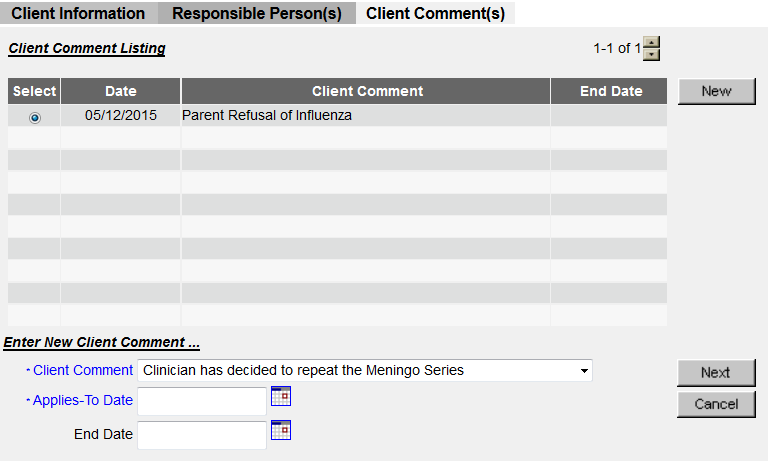 Client Information Responsible Person(s) Client Comment(s)
Client Comment Listing 1-1 of 1
Select Date Client Comment End Date New
05/12/2015 Parent Refusal of Influenza
Enter New Client Comment ...
Client Comment Clinician has decided to repeat the Meningo Series Next
Applies-To Date Cancel
End Date